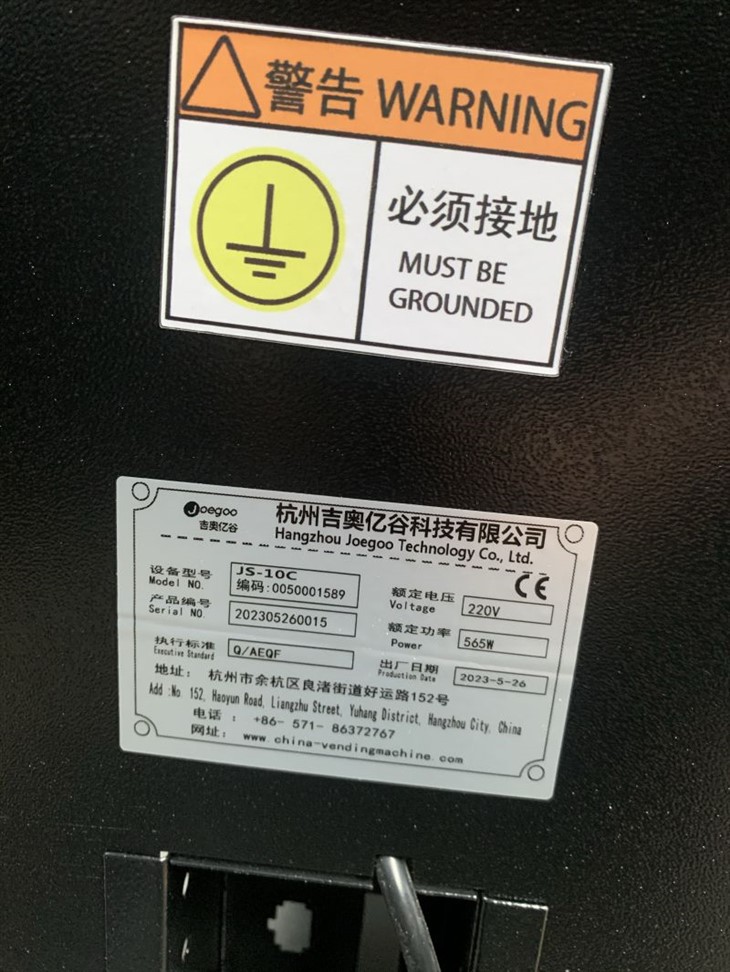 警告 WARNING
必须接地
MUST BE
GROUNDED
Joegoo
吉奥亿谷
杭州吉奥亿谷科技有限公司
Hangzhou Joegoo Technology Co., Ltd.
CE
设备型号 JS-10C
Model NO. 编码:0050001589
产品编号
Serial NO. 202305260015
执行标准
Executive Standard Q/AEQF
额定电压
Voltage 220V
额定功率
Power 565W
出厂日期
Production Date 2023-5-26
地址: 杭州市余杭区良渚街道好运路152号
Add :No. 152, Haoyun Road, Liangzhu Street, Yuhang District, Hangzhou City, China
电话 : +86- 571- 86372767
网址: www.china-vendingmachine.com